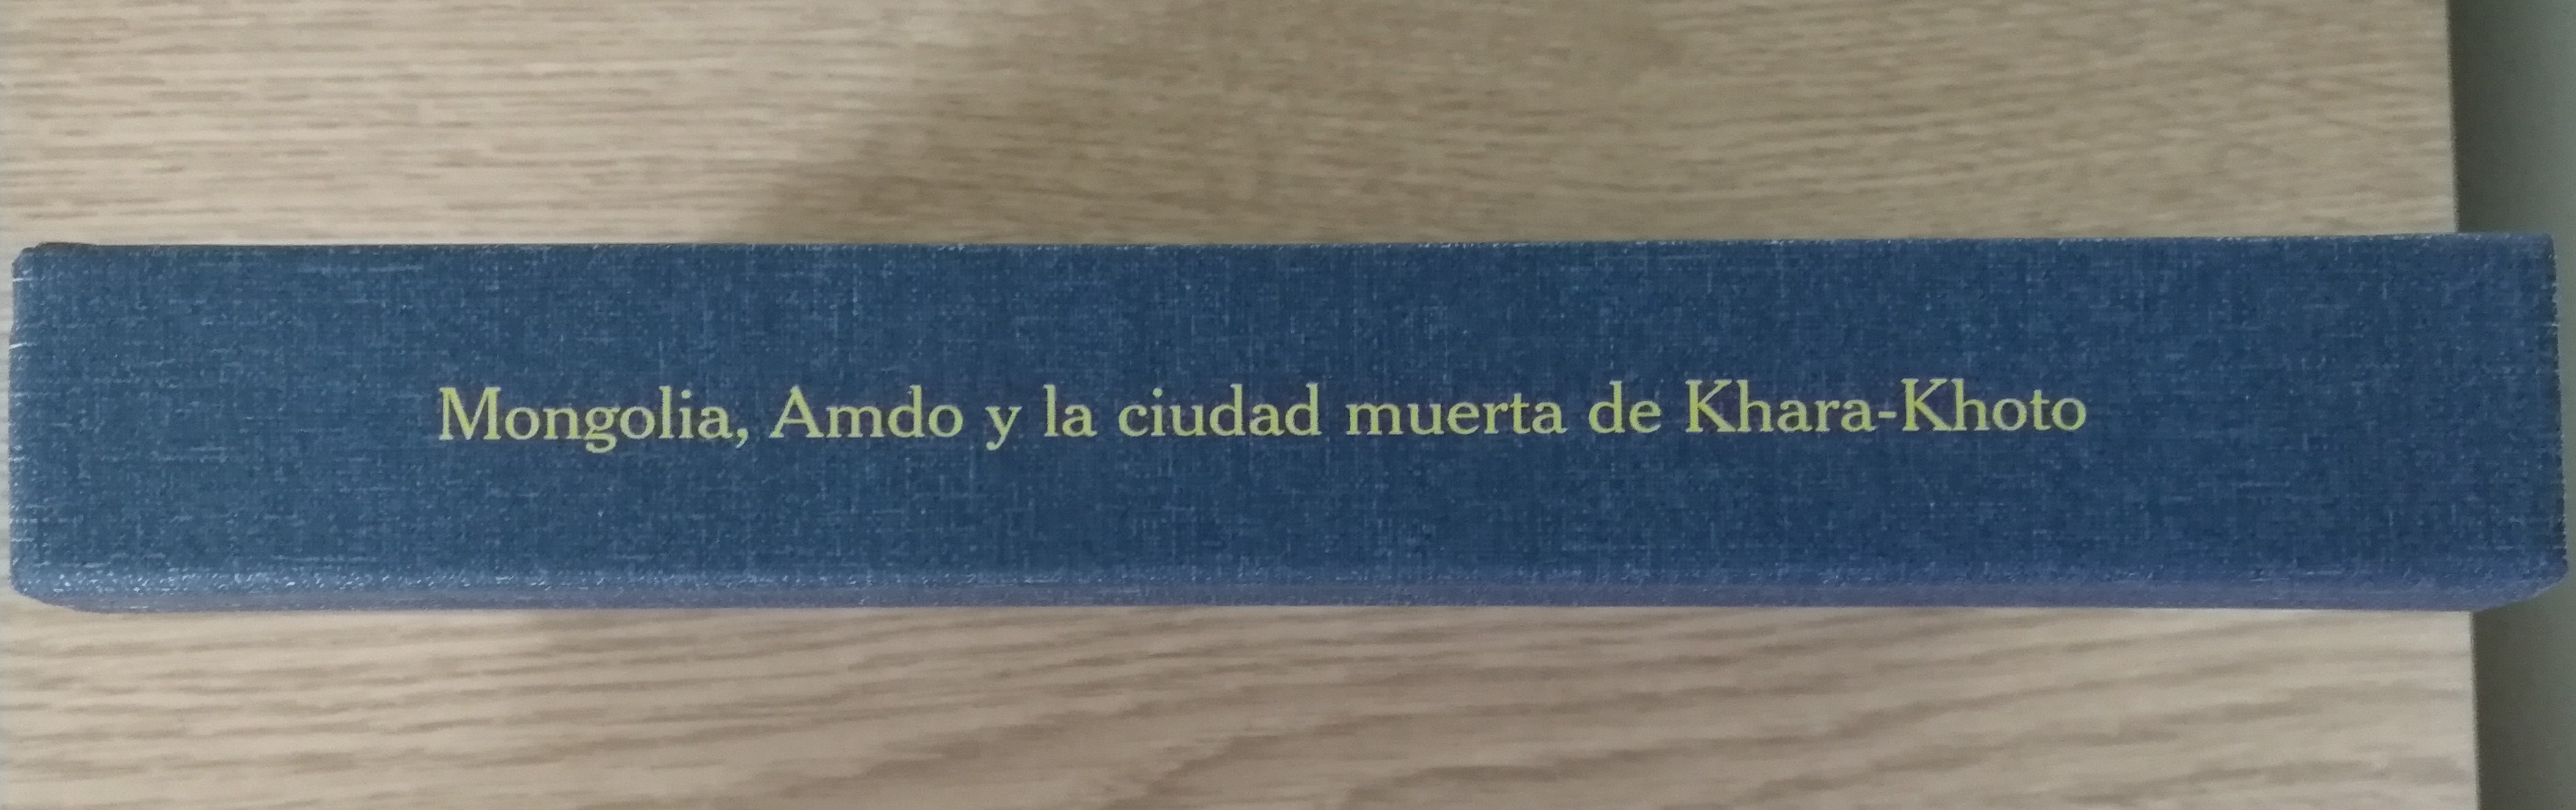 Mongolia, Amdo y la ciudad muerta de Khara-Khoto